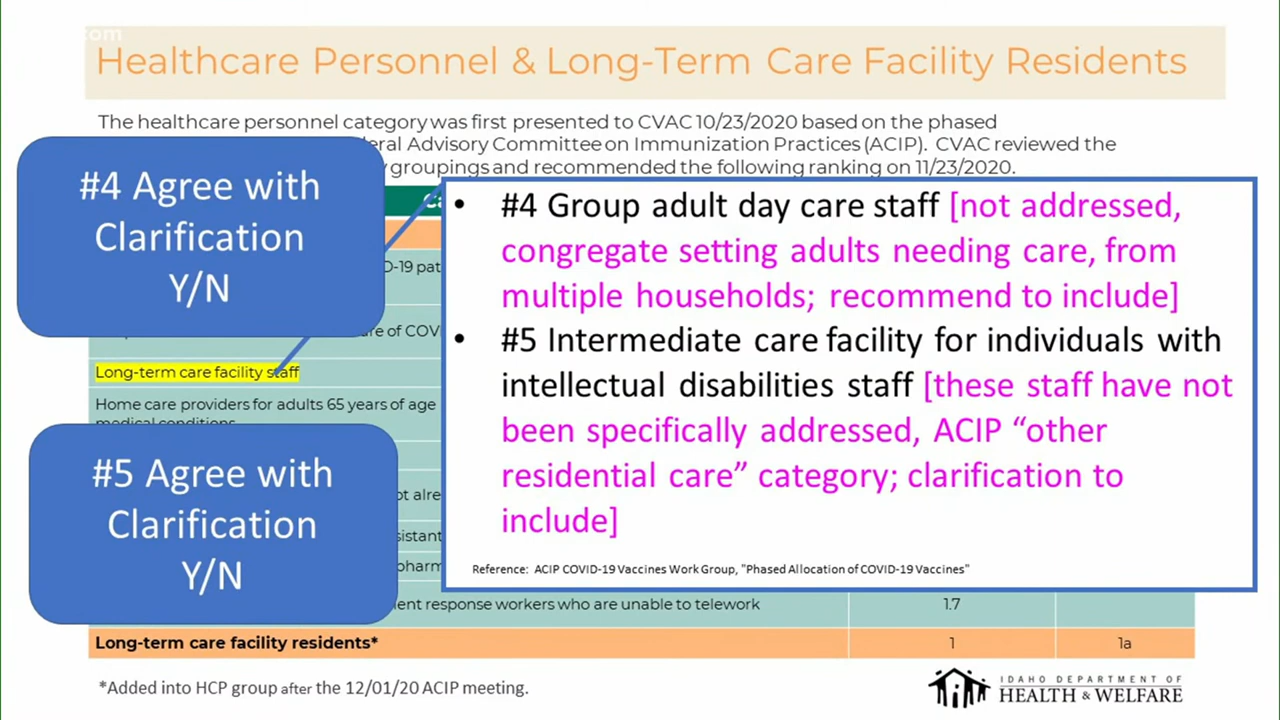 .com
Healthcare Personnel & Long-Term Care Facility Residents
The healthcare personnel category was first presented to CVAC 10/23/2020 based on the phased
Advisory Committee on Immunization Practices (ACIP). CVAC reviewed the
groupings and recommended the following ranking on 11/23/2020.
#4 Agree with
Clarification
Y/N
• #4 Group adult day care staff [not addressed,
congregate setting adults needing care, from
multiple households; recommend to include]
• #5 Intermediate care facility for individuals with
intellectual disabilities staff [these staff have not
been specifically addressed, ACIP “other
residential care” category; clarification to
include]
Reference: ACIP COVID-19 Vaccines Work Group, "Phased Allocation of COVID-19 Vaccines"
Long-term care facility staff
Home care providers for adults 65 years of age
medical conditions
#5 Agree with
Clarification
Y/N
response workers who are unable to telework 1.7
Long-term care facility residents* 1 1a
*Added into HCP group after the 12/01/20 ACIP meeting.
IDAHO DEPARTMENT OF
HEALTH & WELFARE